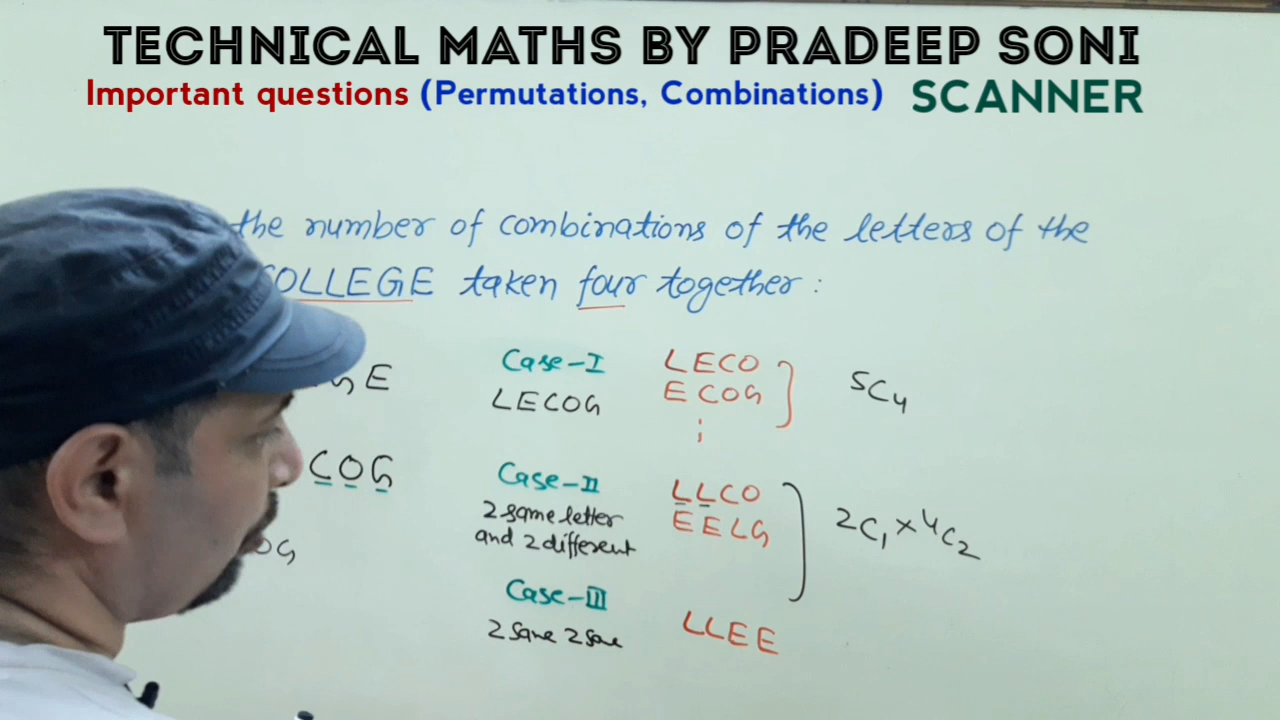 TECHNICAL MATHS BY PRADEEP SONI
Important questions (Permutations, Combinations) SCANNER
the number of combinations of the letters of the
COLLEGE taken four together :
G E
Case-I LECO
LECOG ECOG 5C4
Case-II LLCO
COG
2 same letter EELG 2C1×4C2
and 2 different
OG
Case-III
2 same 2 same LLEE